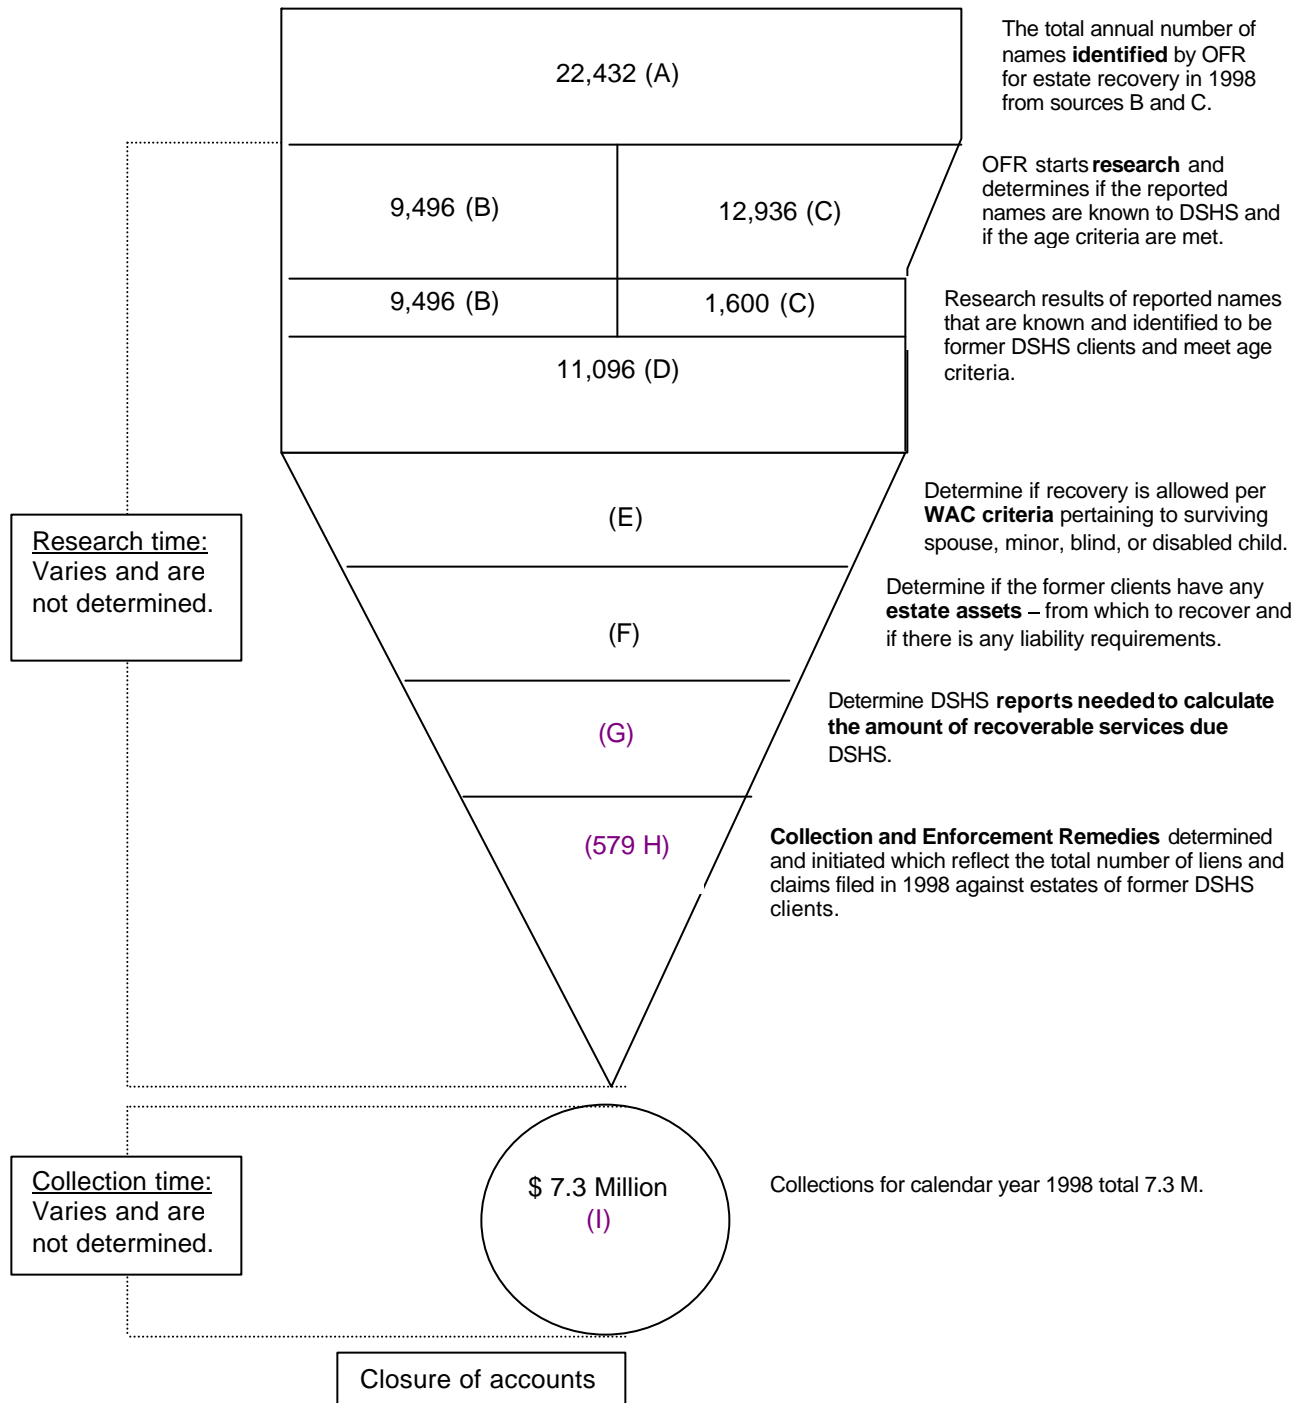 22,432 (A)
The total annual number of
names identified by OFR
for estate recovery in 1998
from sources B and C.
9,496 (B)
12,936 (C)
OFR starts research and
determines if the reported
names are known to DSHS and
if the age criteria are met.
9,496 (B)
1,600 (C)
11,096 (D)
Research results of reported names
that are known and identified to be
former DSHS clients and meet age
criteria.
Research time:
Varies and are
not determined.
(E)
Determine if recovery is allowed per
WAC criteria pertaining to surviving
spouse, minor, blind, or disabled child.
(F)
Determine if the former clients have any
estate assets – from which to recover and
if there is any liability requirements.
(G)
Determine DSHS reports needed to calculate
the amount of recoverable services due
DSHS.
(579 H)
Collection and Enforcement Remedies determined
and initiated which reflect the total number of liens and
claims filed in 1998 against estates of former DSHS
clients.
Collection time:
Varies and are
not determined.
$ 7.3 Million
(I)
Collections for calendar year 1998 total 7.3 M.
Closure of accounts